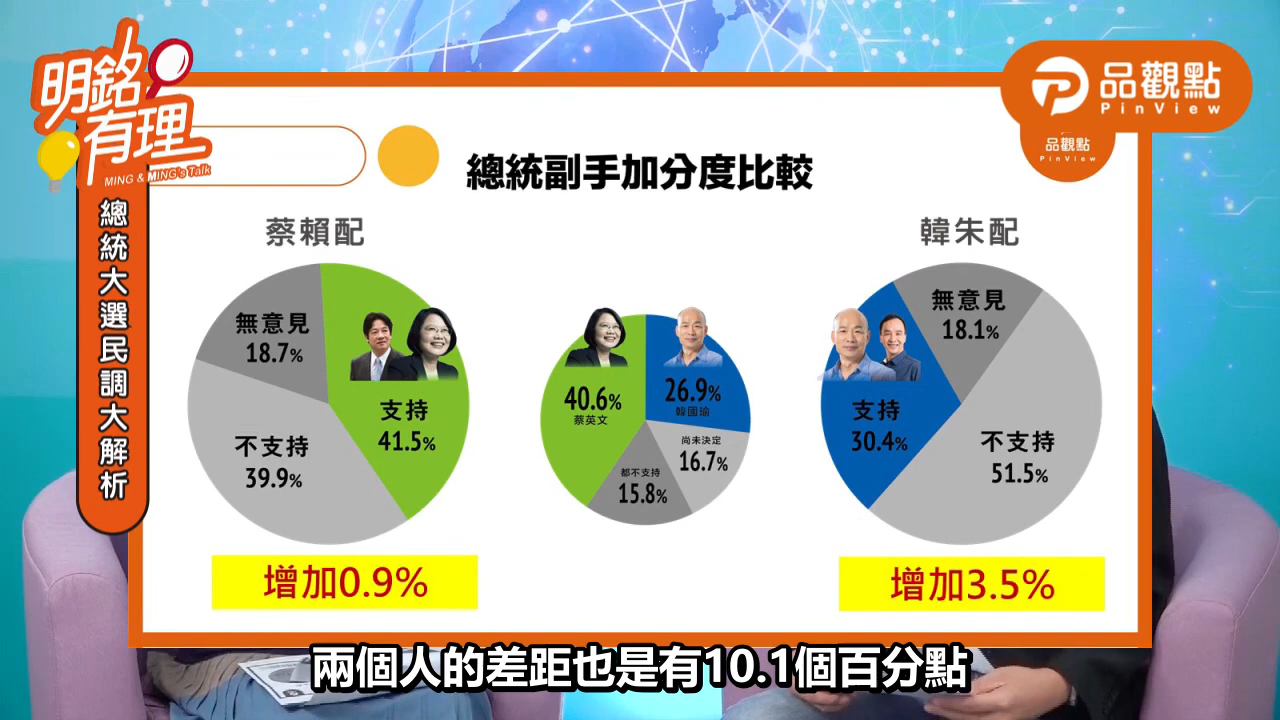 明銘
有理
MING & MING's Talk
總統大選民調大解析
品觀點
PinView
品觀點
PinView
總統副手加分度比較
蔡賴配
無意見
18.7%
支持
41.5%
不支持
39.9%
增加0.9%
40.6%
蔡英文
26.9%
韓國瑜
尚未決定
16.7%
都不支持
15.8%
韓朱配
無意見
18.1%
支持
30.4%
不支持
51.5%
增加3.5%
兩個人的差距也是有10.1個百分點